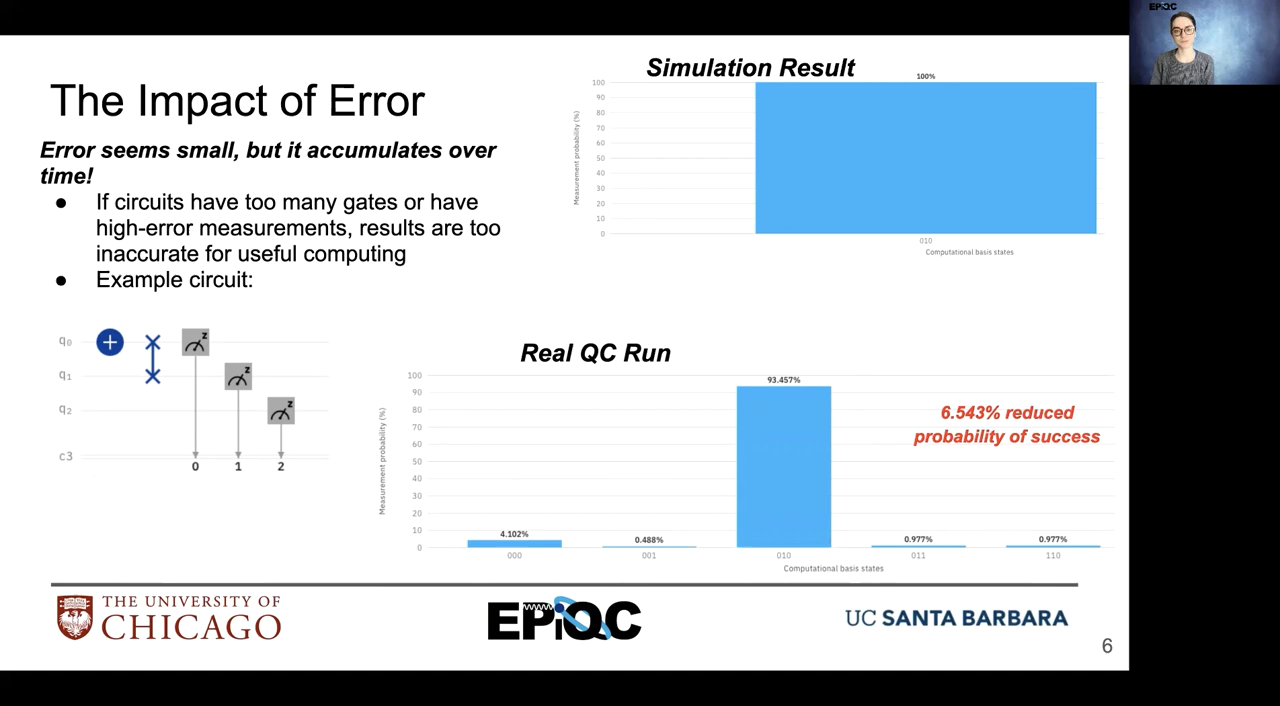 EPiQC
The Impact of Error
Error seems small, but it accumulates over
time!
● If circuits have too many gates or have
high-error measurements, results are too
inaccurate for useful computing
● Example circuit:
q0
q1
q2
c3
z
z
z
0 1 2
Simulation Result
100%
Measurement probability (%)
100
90
80
70
60
50
40
30
20
10
0
010
Computational basis states
Real QC Run
Measurement probability (%)
100
90
80
70
60
50
40
30
20
10
0
4.102%
0.488%
93.457%
0.977%
0.977%
000 001 010 011 110
Computational basis states
6.543% reduced
probability of success
THE UNIVERSITY OF
CHICAGO
EPiQC
UC SANTA BARBARA
6